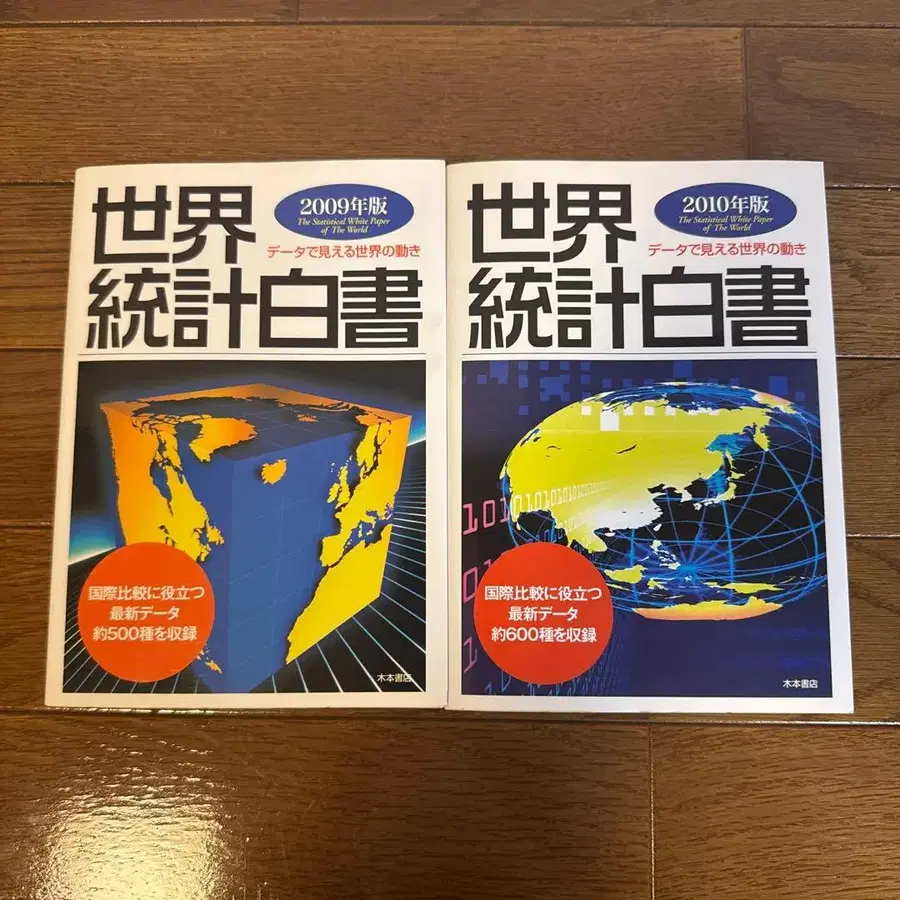 世界
2009年版
The Statistical White Paper
of The World
データで見える世界の動き
統計白書
国際比較に役立つ
最新データ
約500種を収録
木本書店
世界
2010年版
The Statistical White Paper
of The World
データで見える世界の動き
統計白書
101010101010
国際比較に役立つ
最新データ
約600種を収録
木本書店